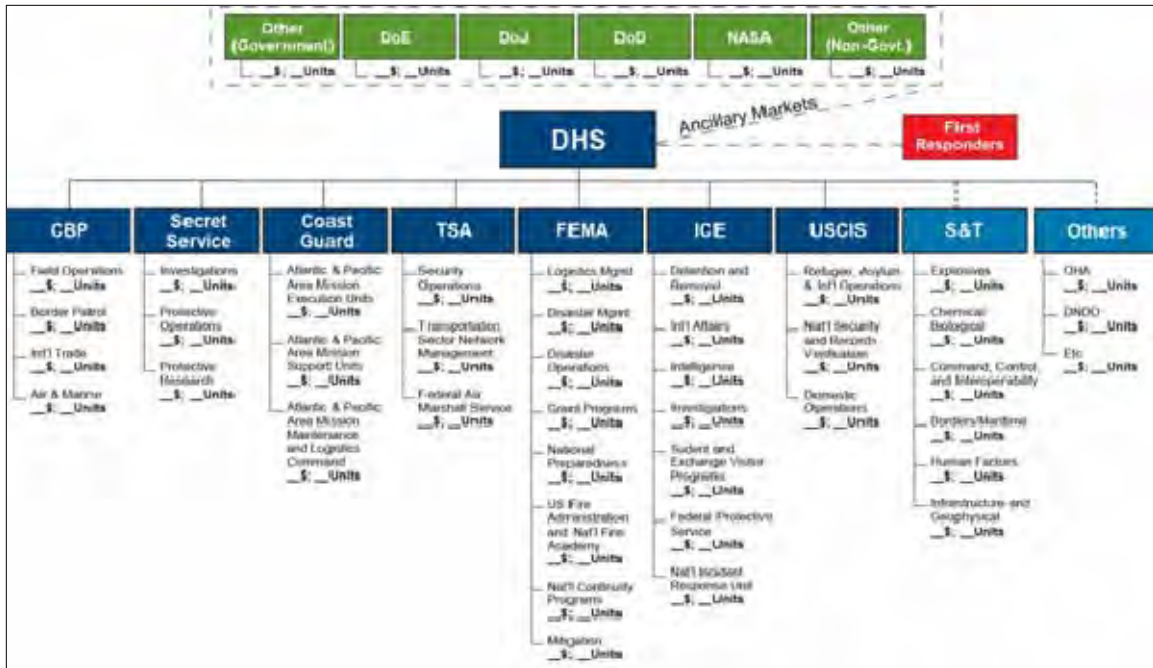 Other
(Government)
__$; __Units
DoE
__$; __Units
DoJ
__$; __Units
DoD
__$; __Units
NASA
__$; __Units
Other
(Non-Govt.)
__$; __Units
Ancillary Markets
DHS
First
Responders
CBP
Field Operations
__$; __Units
Border Patrol
__$; __Units
Int'l Trade
__$; __Units
Air & Marine
__$; __Units
Secret
Service
Investigations
__$; __Units
Protective
Operations
__$; __Units
Protective
Research
__$; __Units
Coast
Guard
Atlantic & Pacific
Area Mission
Execution Units
__$; __Units
Atlantic & Pacific
Area Mission
Support Units
__$; __Units
Atlantic & Pacific
Area Mission
Maintenance
and Logistics
Command
__$; __Units
TSA
Security
Operations
__$; __Units
Transportation
Sector Network
Management
__$; __Units
Federal Air
Marshall Service
__$; __Units
FEMA
Logistics Mgmt
__$; __Units
Disaster Mgmt
__$; __Units
Disaster
Operations
__$; __Units
Grant Programs
__$; __Units
National
Preparedness
__$; __Units
US Fire
Administration
and Nat'l Fire
Academy
__$; __Units
Nat'l Continuity
Programs
__$; __Units
Mitigation
__$; __Units
ICE
Detention and
Removal
__$; __Units
Int'l Affairs
__$; __Units
Intelligence
__$; __Units
Investigations
__$; __Units
Sudent and
Exchange Visitor
Programs
__$; __Units
Federal Protective
Service
__$; __Units
Nat'l Incident
Response Unit
__$; __Units
USCIS
Refugee, Asylum
& Int'l Operations
__$; __Units
Nat'l Security
and Records
Verification
__$; __Units
Domestic
Operations
__$; __Units
S&T
Explosives
__$; __Units
Chemical
Biological
__$; __Units
Command, Control,
and Interoperability
__$; __Units
Borders/Maritime
__$; __Units
Human Factors
__$; __Units
Infrastructure and
Geophysical
__$; __Units
Others
OHA
__$; __Units
DNDO
__$; __Units
Etc
__$; __Units